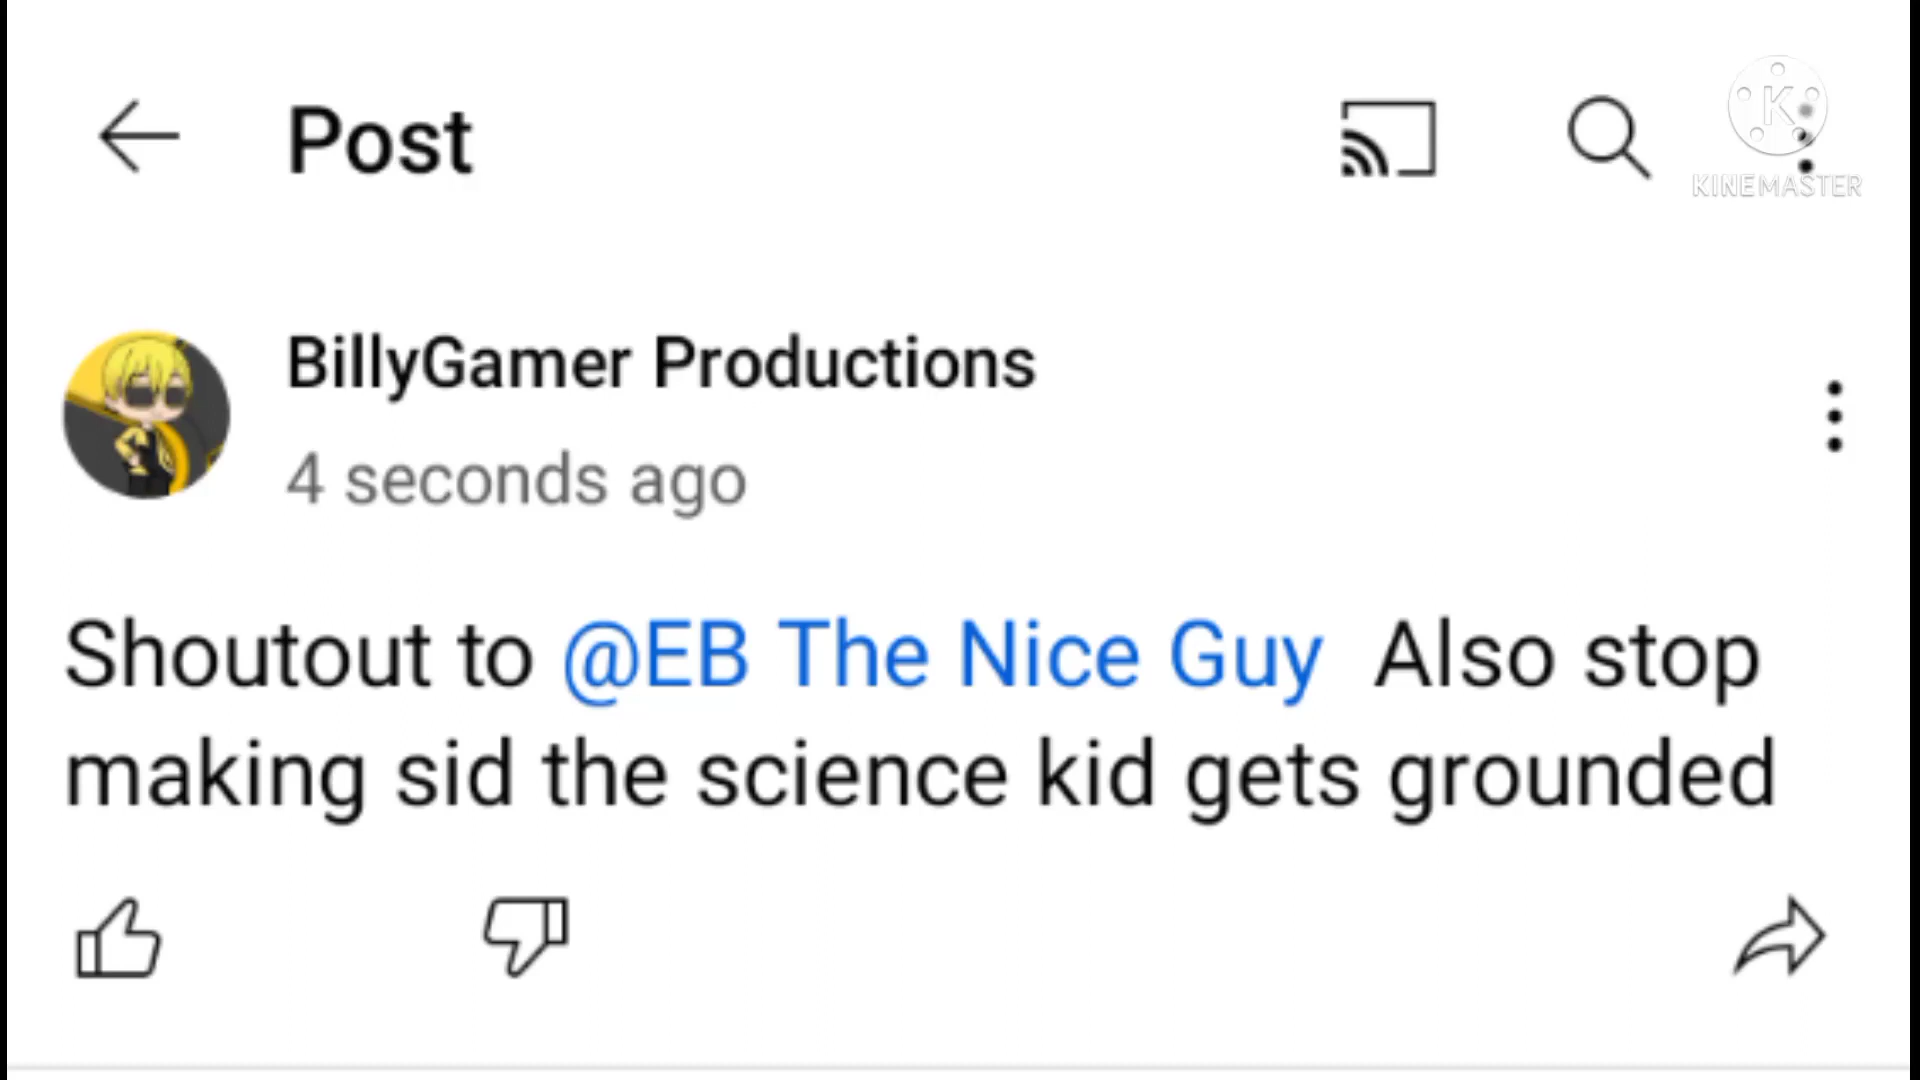 Post
K
KINEMASTER
BillyGamer Productions
4 seconds ago
Shoutout to @EB The Nice Guy  Also stop
making sid the science kid gets grounded